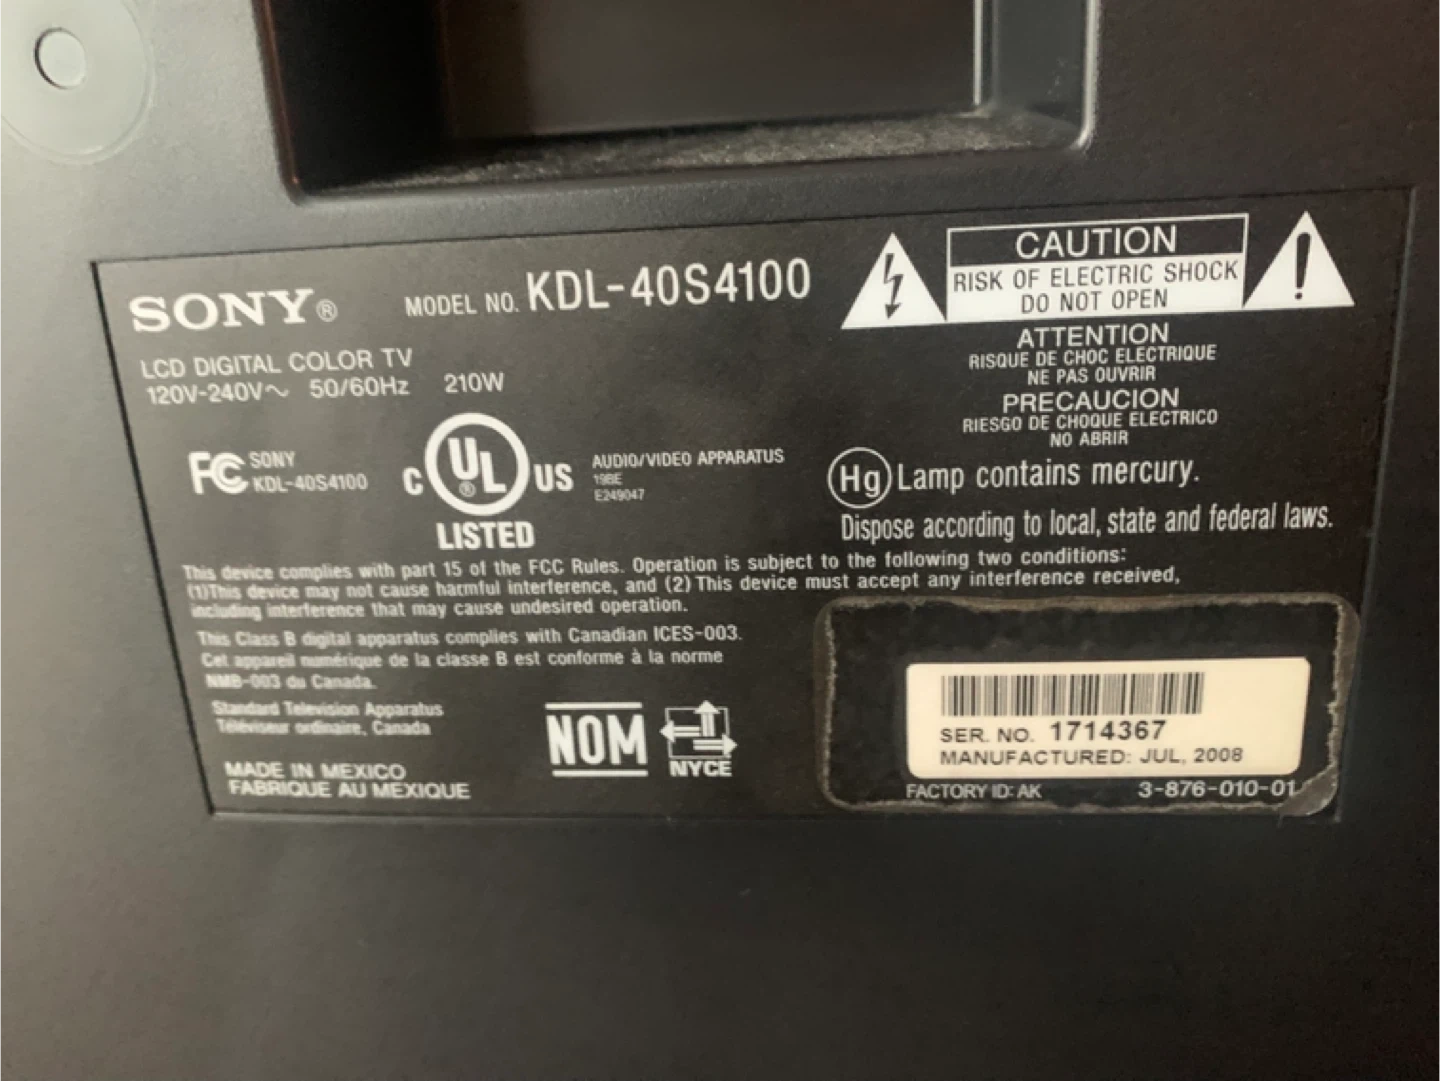 SONY®
MODEL NO. KDL-40S4100
LCD DIGITAL COLOR TV
120V-240V~ 50/60Hz 210W
CAUTION
RISK OF ELECTRIC SHOCK
DO NOT OPEN
ATTENTION
RISQUE DE CHOC ELECTRIQUE
NE PAS OUVRIR
PRECAUCION
RIESGO DE CHOQUE ELECTRICO
NO ABRIR
FC SONY
KDL-40S4100
C UL® US
LISTED
AUDIO/VIDEO APPARATUS
19BE
E249047
Hg Lamp contains mercury.
Dispose according to local, state and federal laws.
This device complies with part 15 of the FCC Rules. Operation is subject to the following two conditions:
(1)This device may not cause harmful interference, and (2) This device must accept any interference received,
including interference that may cause undesired operation.
This Class B digital apparatus complies with Canadian ICES-003.
Cet appareil numérique de la classe B est conforme à la norme
NMB-003 du Canada.
Standard Television Apparatus
Téléviseur ordinaire, Canada
MADE IN MEXICO
FABRIQUE AU MEXIQUE
NOM
NYCE
SER. NO. 1714367
MANUFACTURED: JUL, 2008
FACTORY ID: AK 3-876-010-01